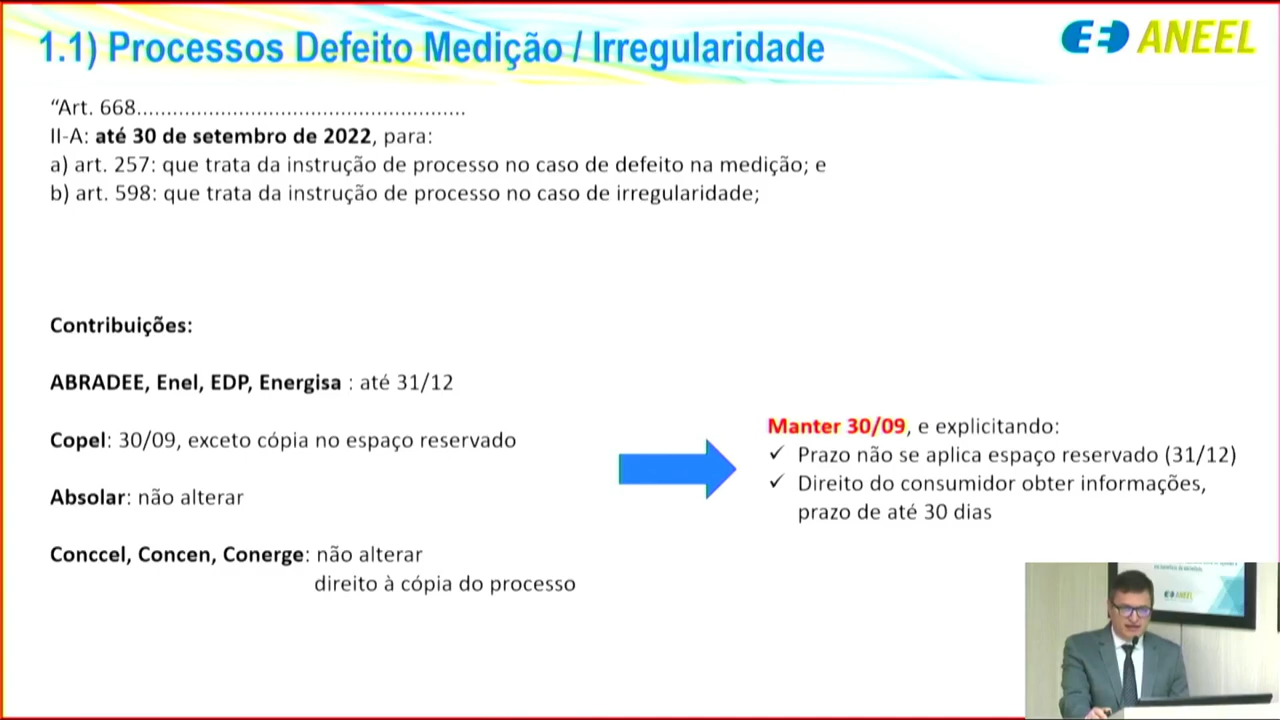 1.1) Processos Defeito Medição / Irregularidade
ANEEL
“Art. 668.......................................................
II-A: até 30 de setembro de 2022, para:
a) art. 257: que trata da instrução de processo no caso de defeito na medição; e
b) art. 598: que trata da instrução de processo no caso de irregularidade;
Contribuições:
ABRADEE, Enel, EDP, Energisa : até 31/12
Copel: 30/09, exceto cópia no espaço reservado
Absolar: não alterar
Conccel, Concen, Conerge: não alterar
direito à cópia do processo
Manter 30/09, e explicitando:
✓ Prazo não se aplica espaço reservado (31/12)
✓ Direito do consumidor obter informações,
prazo de até 30 dias
ANEEL